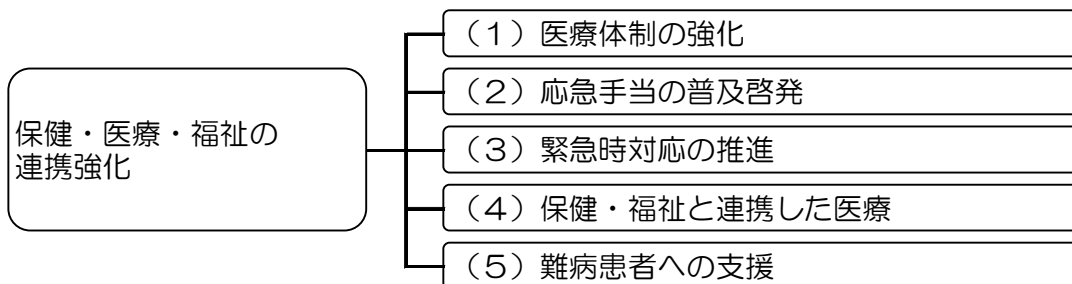 保健・医療・福祉の
連携強化
（１）医療体制の強化
（２）応急手当の普及啓発
（３）緊急時対応の推進
（４）保健・福祉と連携した医療
（５）難病患者への支援